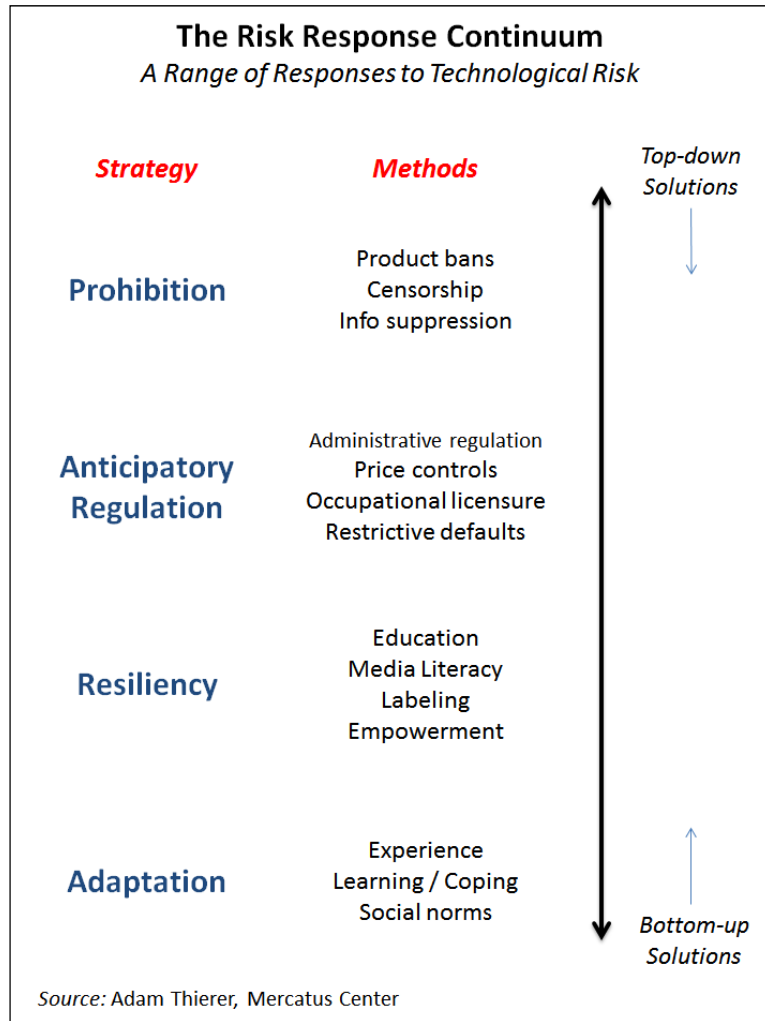 The Risk Response Continuum
A Range of Responses to Technological Risk
Strategy
Methods
Top-down
Solutions
Prohibition
Product bans
Censorship
Info suppression
Anticipatory
Regulation
Administrative regulation
Price controls
Occupational licensure
Restrictive defaults
Resiliency
Education
Media Literacy
Labeling
Empowerment
Adaptation
Experience
Learning / Coping
Social norms
Bottom-up
Solutions
Source: Adam Thierer, Mercatus Center